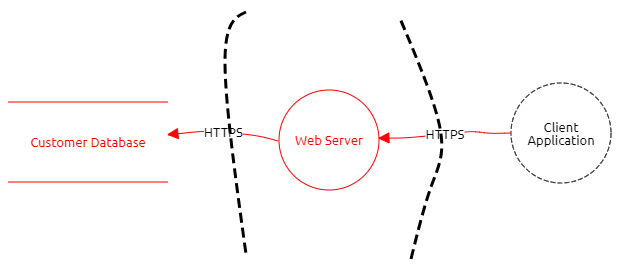 Customer Database
HTTPS
Web Server
HTTPS
Client
Application